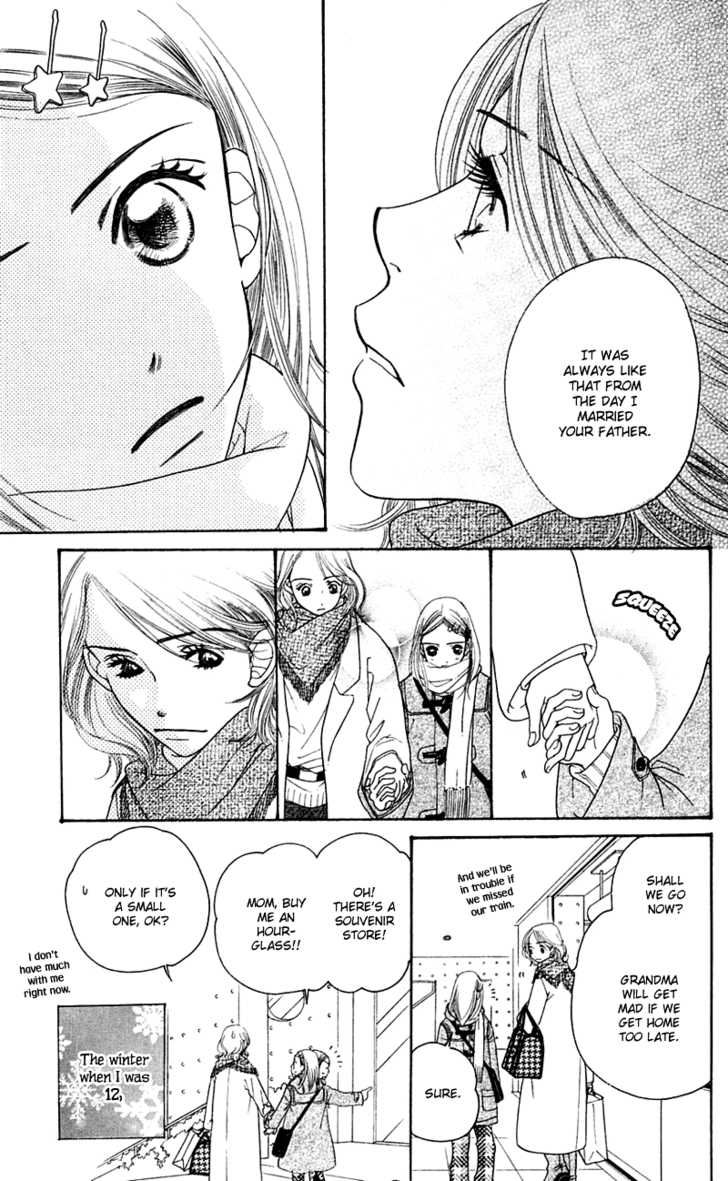 IT WAS
ALWAYS LIKE
THAT FROM
THE DAY I
MARRIED
YOUR FATHER.
SQUEEZE
SHALL
WE GO
NOW?
And we'll be
in trouble if
we missed
our train.
GRANDMA
WILL GET
MAD IF WE
GET HOME
TOO LATE.
SURE.
OH!
THERE'S A
SOUVENIR
STORE!
MOM, BUY
ME AN
HOUR-
GLASS!!
ONLY IF IT'S
A SMALL
ONE, OK?
I don't
have much
with me
right now.
The winter
when I was
12,